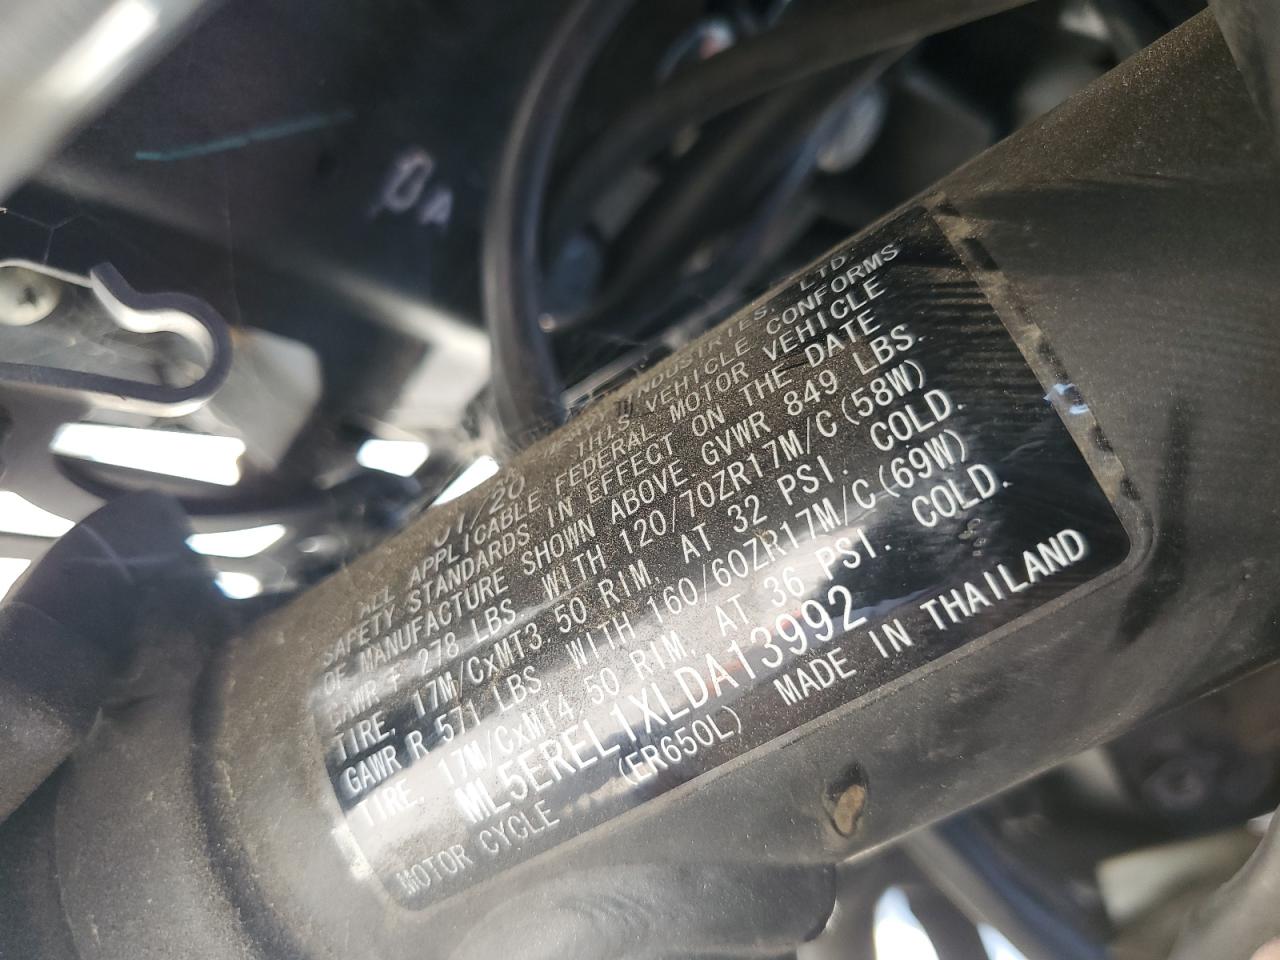 01/20 INDUSTRIES. LTD.
THIS VEHICLE CONFORMS
ALL APPLICABLE FEDERAL MOTOR VEHICLE
SAFETY STANDARDS IN EFFECT ON THE DATE
OF MANUFACTURE SHOWN ABOVE GVWR 849 LBS.
GAWR F 278 LBS WITH 120/70ZR17M/C(58W)
TIRE, 17M/CxMT3 50 RIM, AT 32 PSI. COLD.
GAWR R 571 LBS WITH 160/60ZR17M/C(69W)
TIRE, 17M/CxMT4 50 RIM, AT 36 PSI. COLD.
ML5EREL1XLDA13992
MOTOR CYCLE (ER650L) MADE IN THAILAND